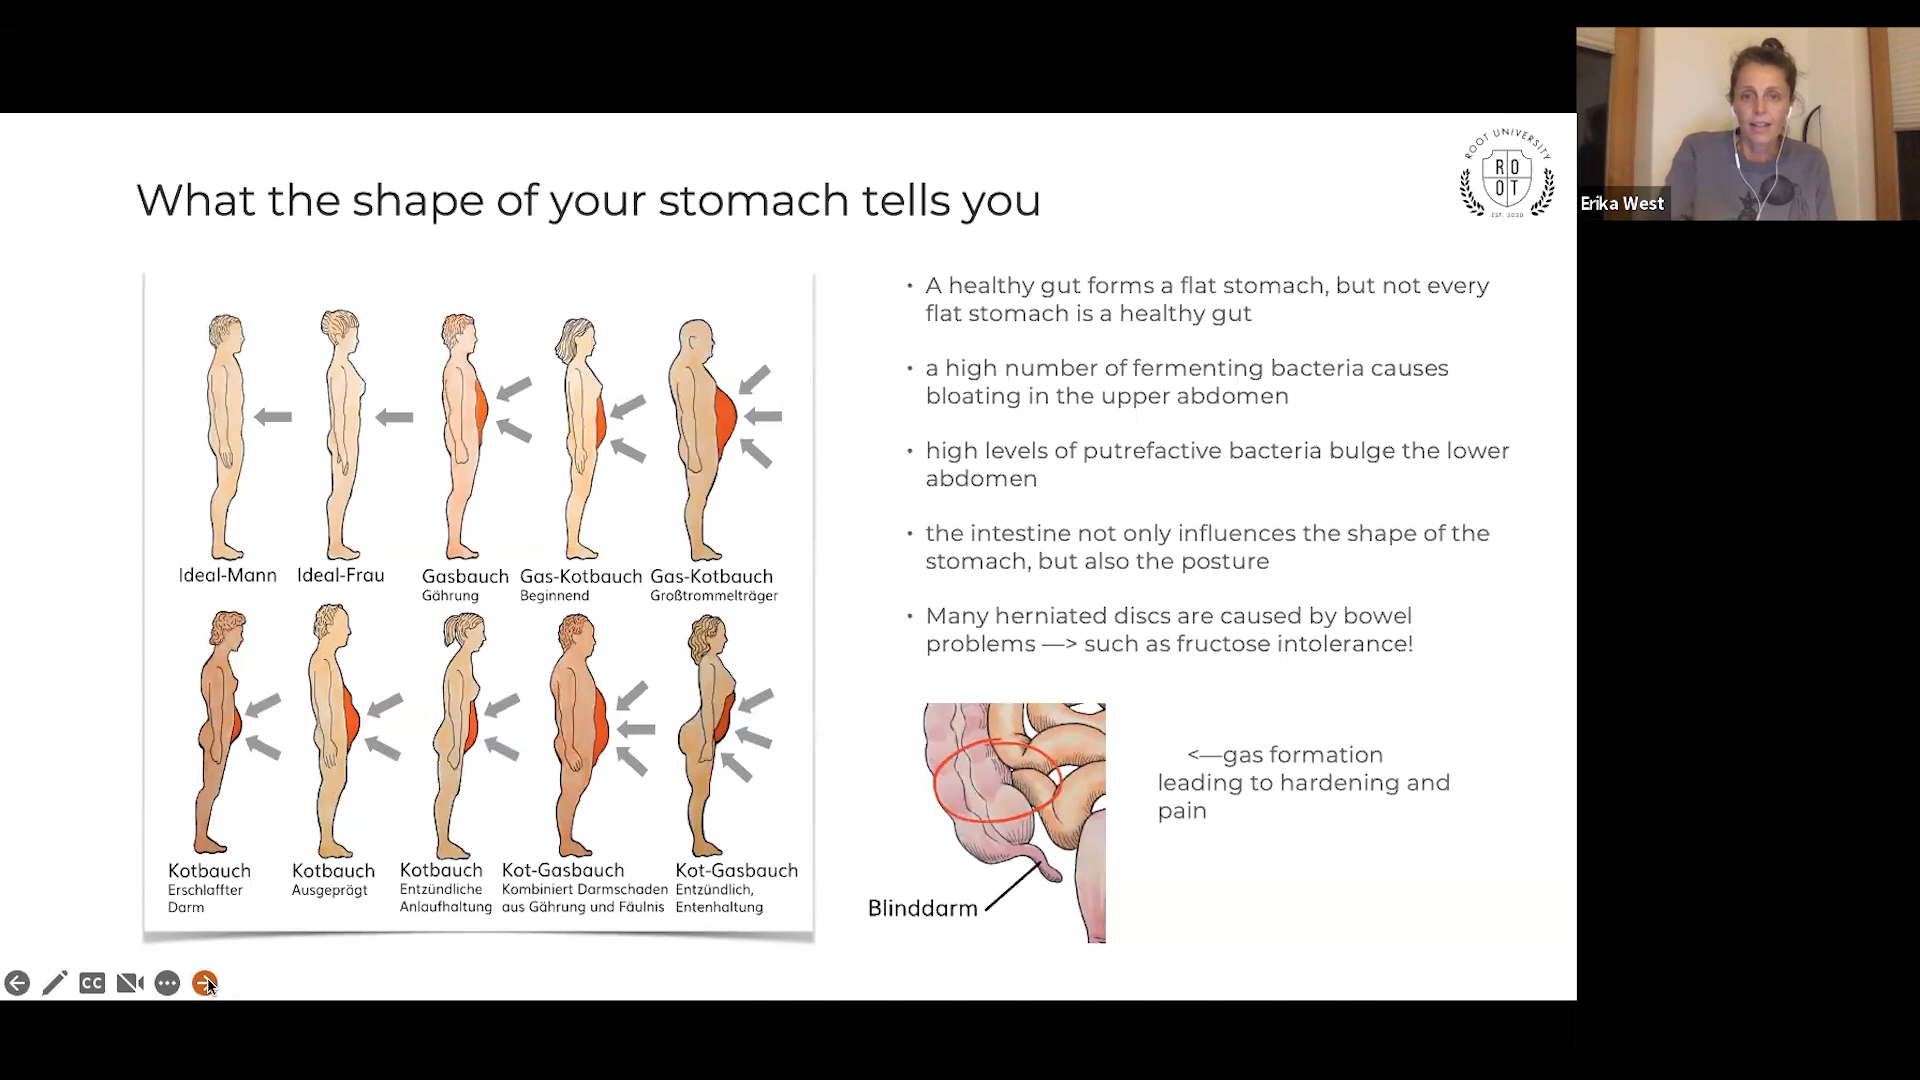 What the shape of your stomach tells you
ROOT UNIVERSITY
RO
OT
EST. 2020
Erika West
Ideal-Mann
Ideal-Frau
Gasbauch
Gährung
Gas-Kotbauch
Beginnend
Gas-Kotbauch
Großtrommelträger
Kotbauch
Erschlaffter
Darm
Kotbauch
Ausgeprägt
Kotbauch
Entzündliche
Anlaufhaltung
Kot-Gasbauch
Kombiniert Darmschaden
aus Gährung und Fäulnis
Kot-Gasbauch
Entzündlich,
Entenhaltung
• A healthy gut forms a flat stomach, but not every
flat stomach is a healthy gut
• a high number of fermenting bacteria causes
bloating in the upper abdomen
• high levels of putrefactive bacteria bulge the lower
abdomen
• the intestine not only influences the shape of the
stomach, but also the posture
• Many herniated discs are caused by bowel
problems —> such as fructose intolerance!
<—gas formation
leading to hardening and
pain
Blinddarm
CC